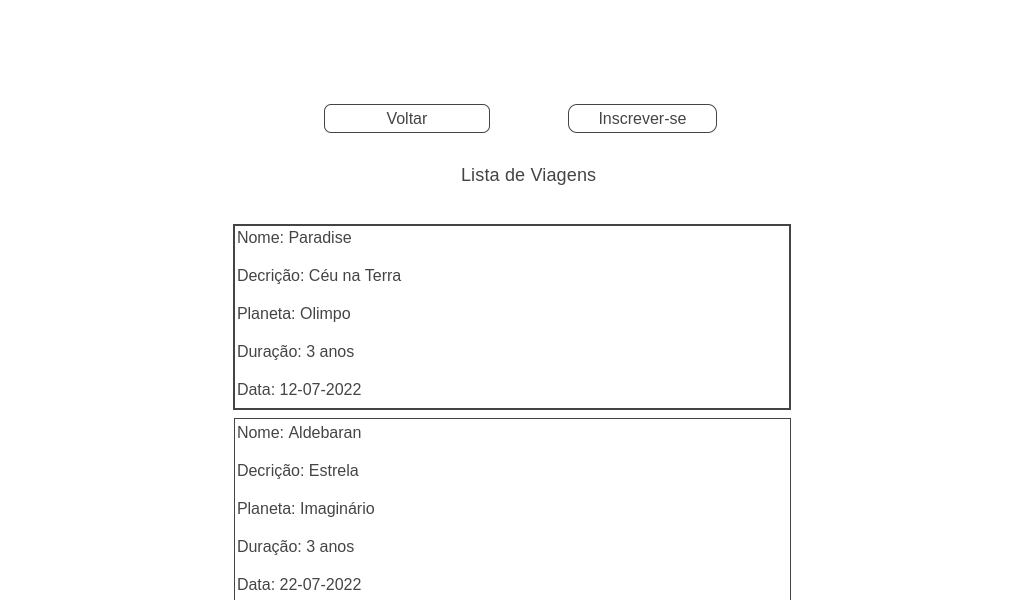 Voltar
Inscrever-se
Lista de Viagens
Nome: Paradise
Decrição: Céu na Terra
Planeta: Olimpo
Duração: 3 anos
Data: 12-07-2022
Nome: Aldebaran
Decrição: Estrela
Planeta: Imaginário
Duração: 3 anos
Data: 22-07-2022